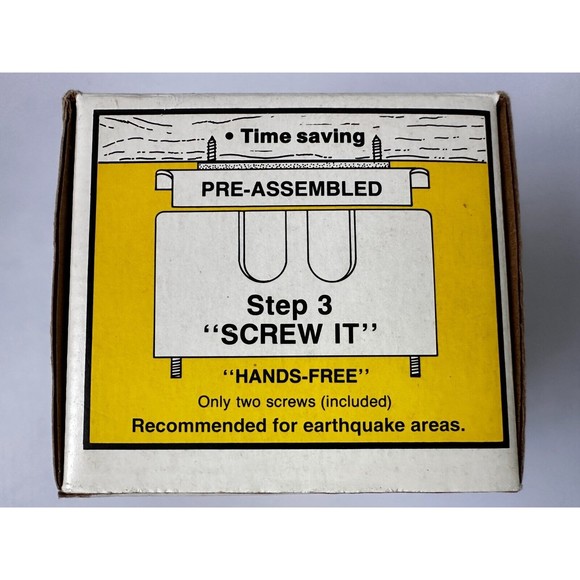 • Time saving
PRE-ASSEMBLED
Step 3
“SCREW IT”
“HANDS-FREE”
Only two screws (included)
Recommended for earthquake areas.